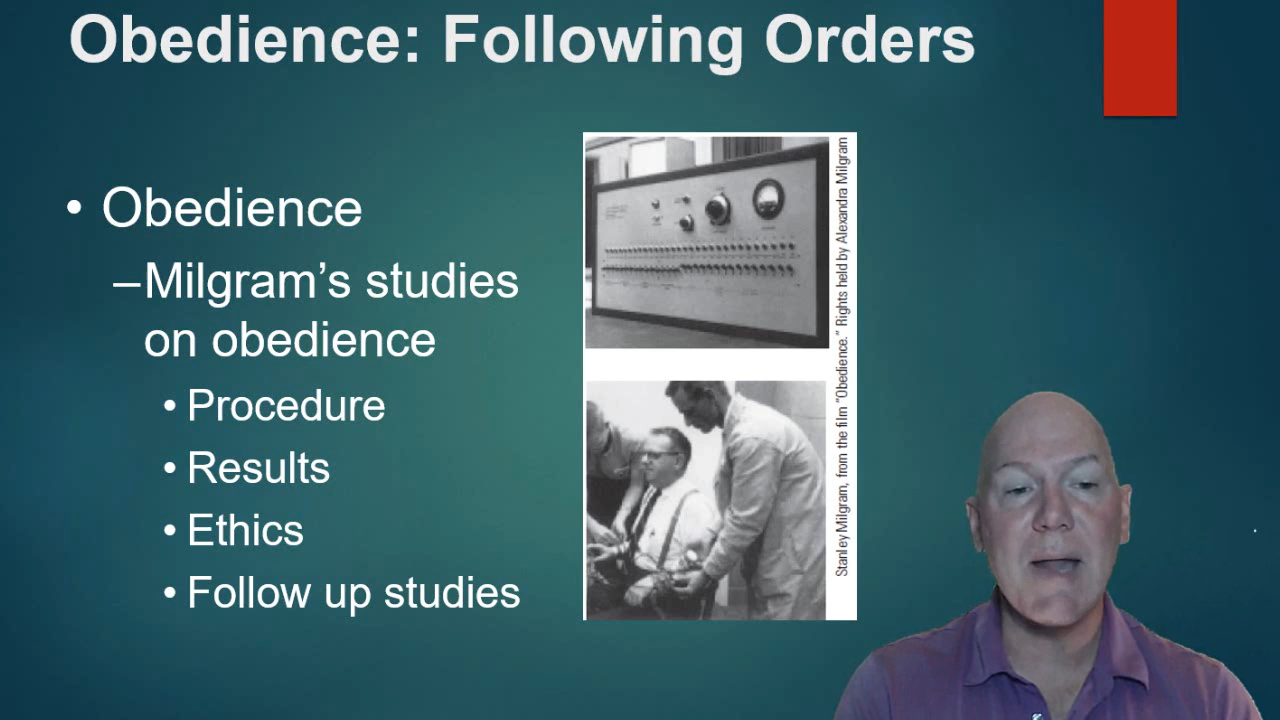 Obedience: Following Orders
• Obedience
–Milgram’s studies
on obedience
• Procedure
• Results
• Ethics
• Follow up studies
Stanley Milgram, from the film “Obedience.” Rights held by Alexandra Milgram